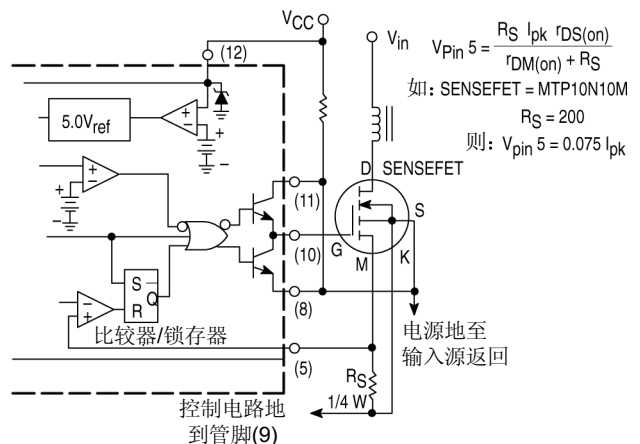 VCC
Vin
(12)
VPin 5 = RS Ipk rDS(on) / rDM(on) + RS
如: SENSEFET = MTP10N10M
RS = 200
则: Vpin 5 = 0.075 Ipk
5.0Vref
+
−
+
−
−
+
+
−
D SENSEFET
(11)
S
G
(10)
M
K
S
Q
R
−
+
(8)
比较器/锁存器
(5)
电源地至
输入源返回
RS
1/4 W
控制电路地
到管脚(9)